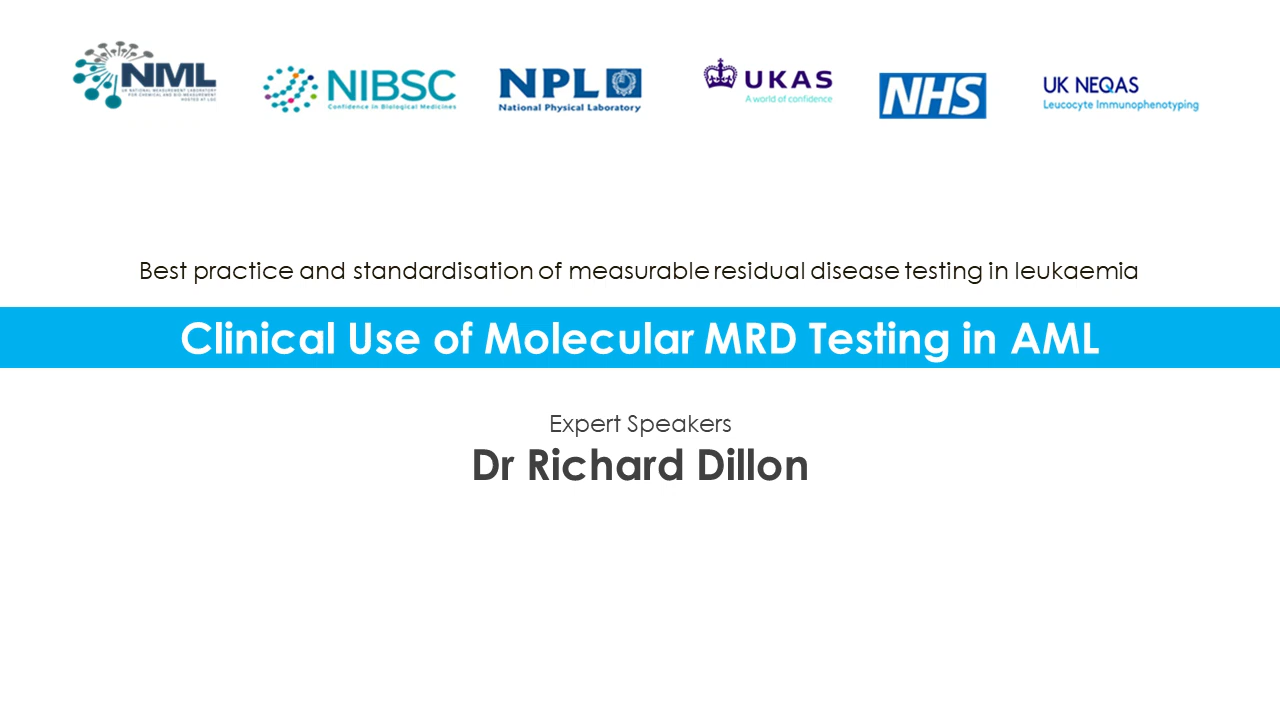 NML
UK NATIONAL MEASUREMENT LABORATORY
FOR CHEMICAL AND BIO-MEASUREMENT
HOSTED AT LGC
NIBSC
Confidence in Biological Medicines
NPL
National Physical Laboratory
UKAS
A world of confidence
NHS
UK NEQAS
Leucocyte Immunophenotyping
Best practice and standardisation of measurable residual disease testing in leukaemia
Clinical Use of Molecular MRD Testing in AML
Expert Speakers
Dr Richard Dillon